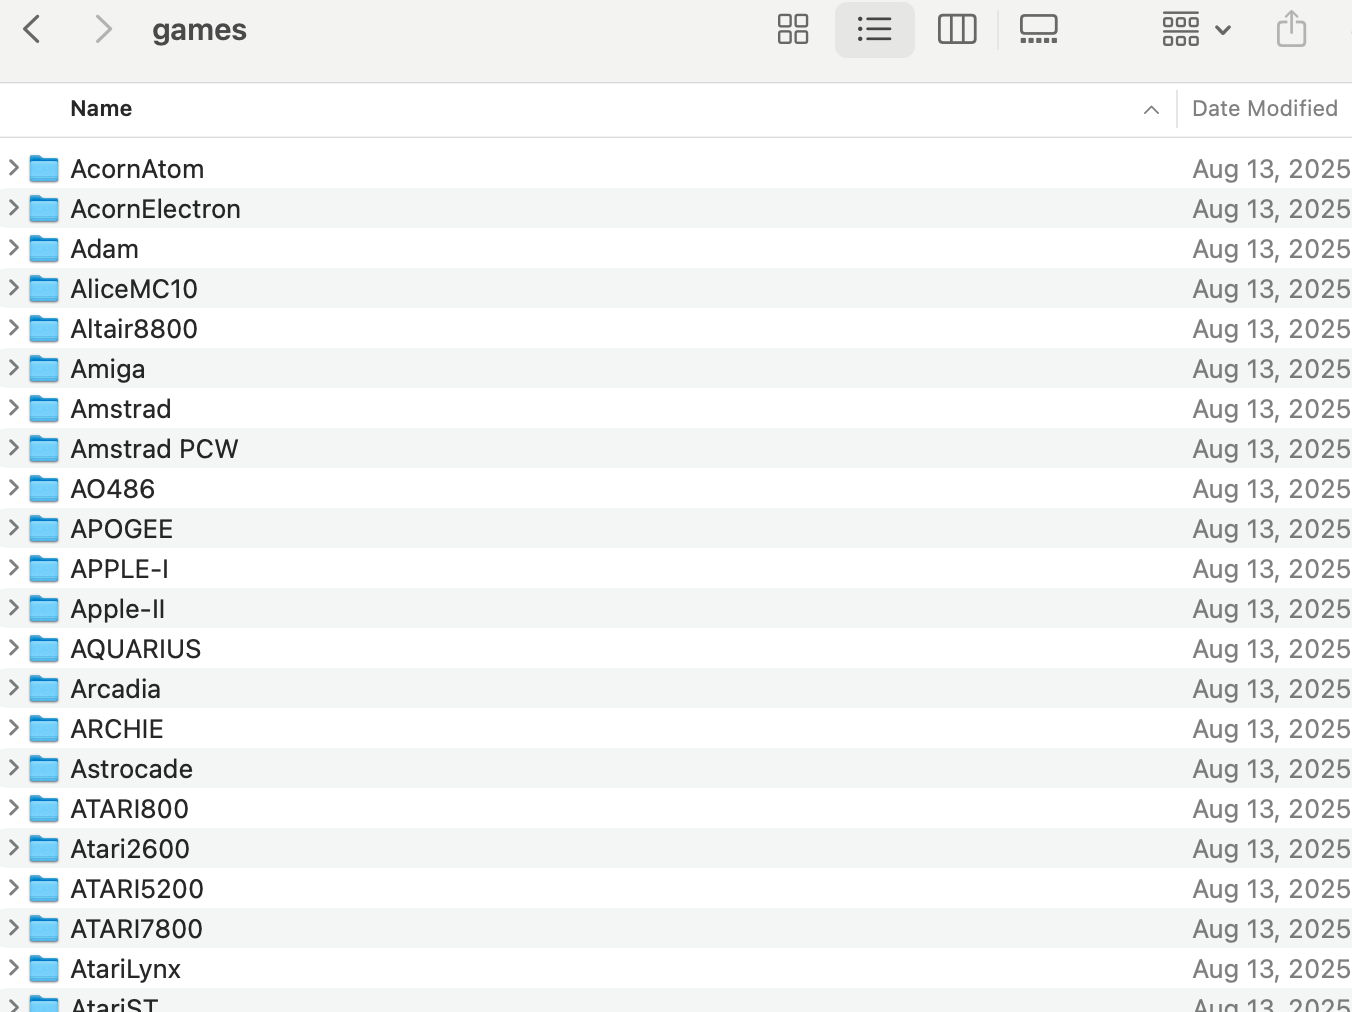 games
Name Date Modified
AcornAtom Aug 13, 2025
AcornElectron Aug 13, 2025
Adam Aug 13, 2025
AliceMC10 Aug 13, 2025
Altair8800 Aug 13, 2025
Amiga Aug 13, 2025
Amstrad Aug 13, 2025
Amstrad PCW Aug 13, 2025
AO486 Aug 13, 2025
APOGEE Aug 13, 2025
APPLE-I Aug 13, 2025
Apple-II Aug 13, 2025
AQUARIUS Aug 13, 2025
Arcadia Aug 13, 2025
ARCHIE Aug 13, 2025
Astrocade Aug 13, 2025
ATARI800 Aug 13, 2025
Atari2600 Aug 13, 2025
ATARI5200 Aug 13, 2025
ATARI7800 Aug 13, 2025
AtariLynx Aug 13, 2025
AtariST Aug 13, 2025